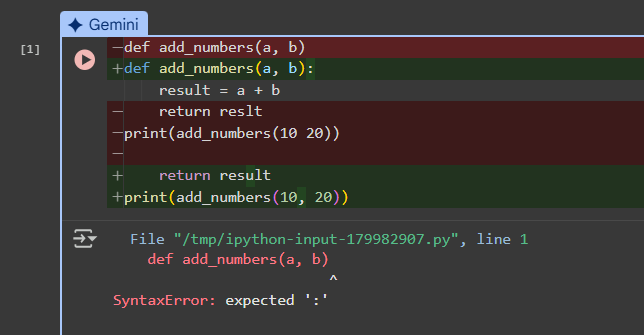 Gemini
[1]
−def add_numbers(a, b)
+def add_numbers(a, b):
    result = a + b
−    return reslt
−print(add_numbers(10 20))
−
+    return result
+print(add_numbers(10, 20))
File "/tmp/ipython-input-179982907.py", line 1
    def add_numbers(a, b)
                         ^
SyntaxError: expected ':'